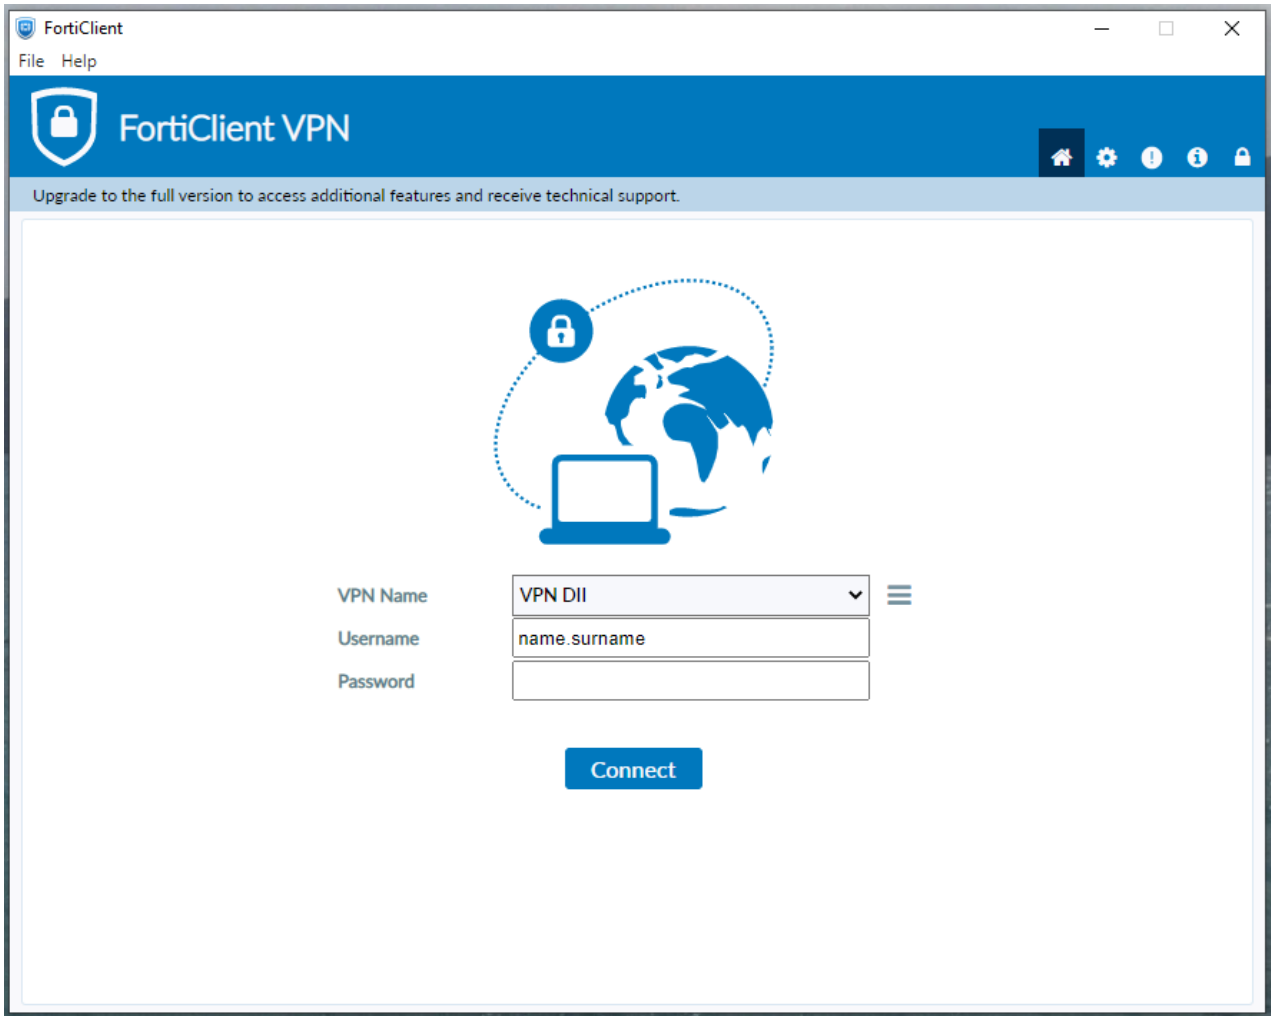 FortiClient
File Help
FortiClient VPN
Upgrade to the full version to access additional features and receive technical support.
VPN Name VPN DII
Username name.surname
Password
Connect